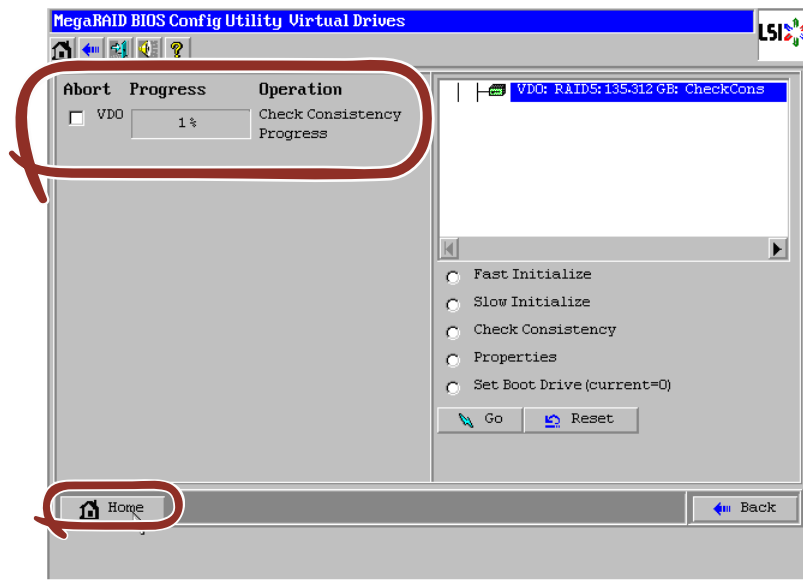 MegaRAID BIOS Config Utility Virtual Drives
LSI
Abort Progress Operation
VD0 1% Check Consistency
Progress
VD0: RAID5: 135.312 GB: CheckCons
Fast Initialize
Slow Initialize
Check Consistency
Properties
Set Boot Drive (current=0)
Go Reset
Home Back